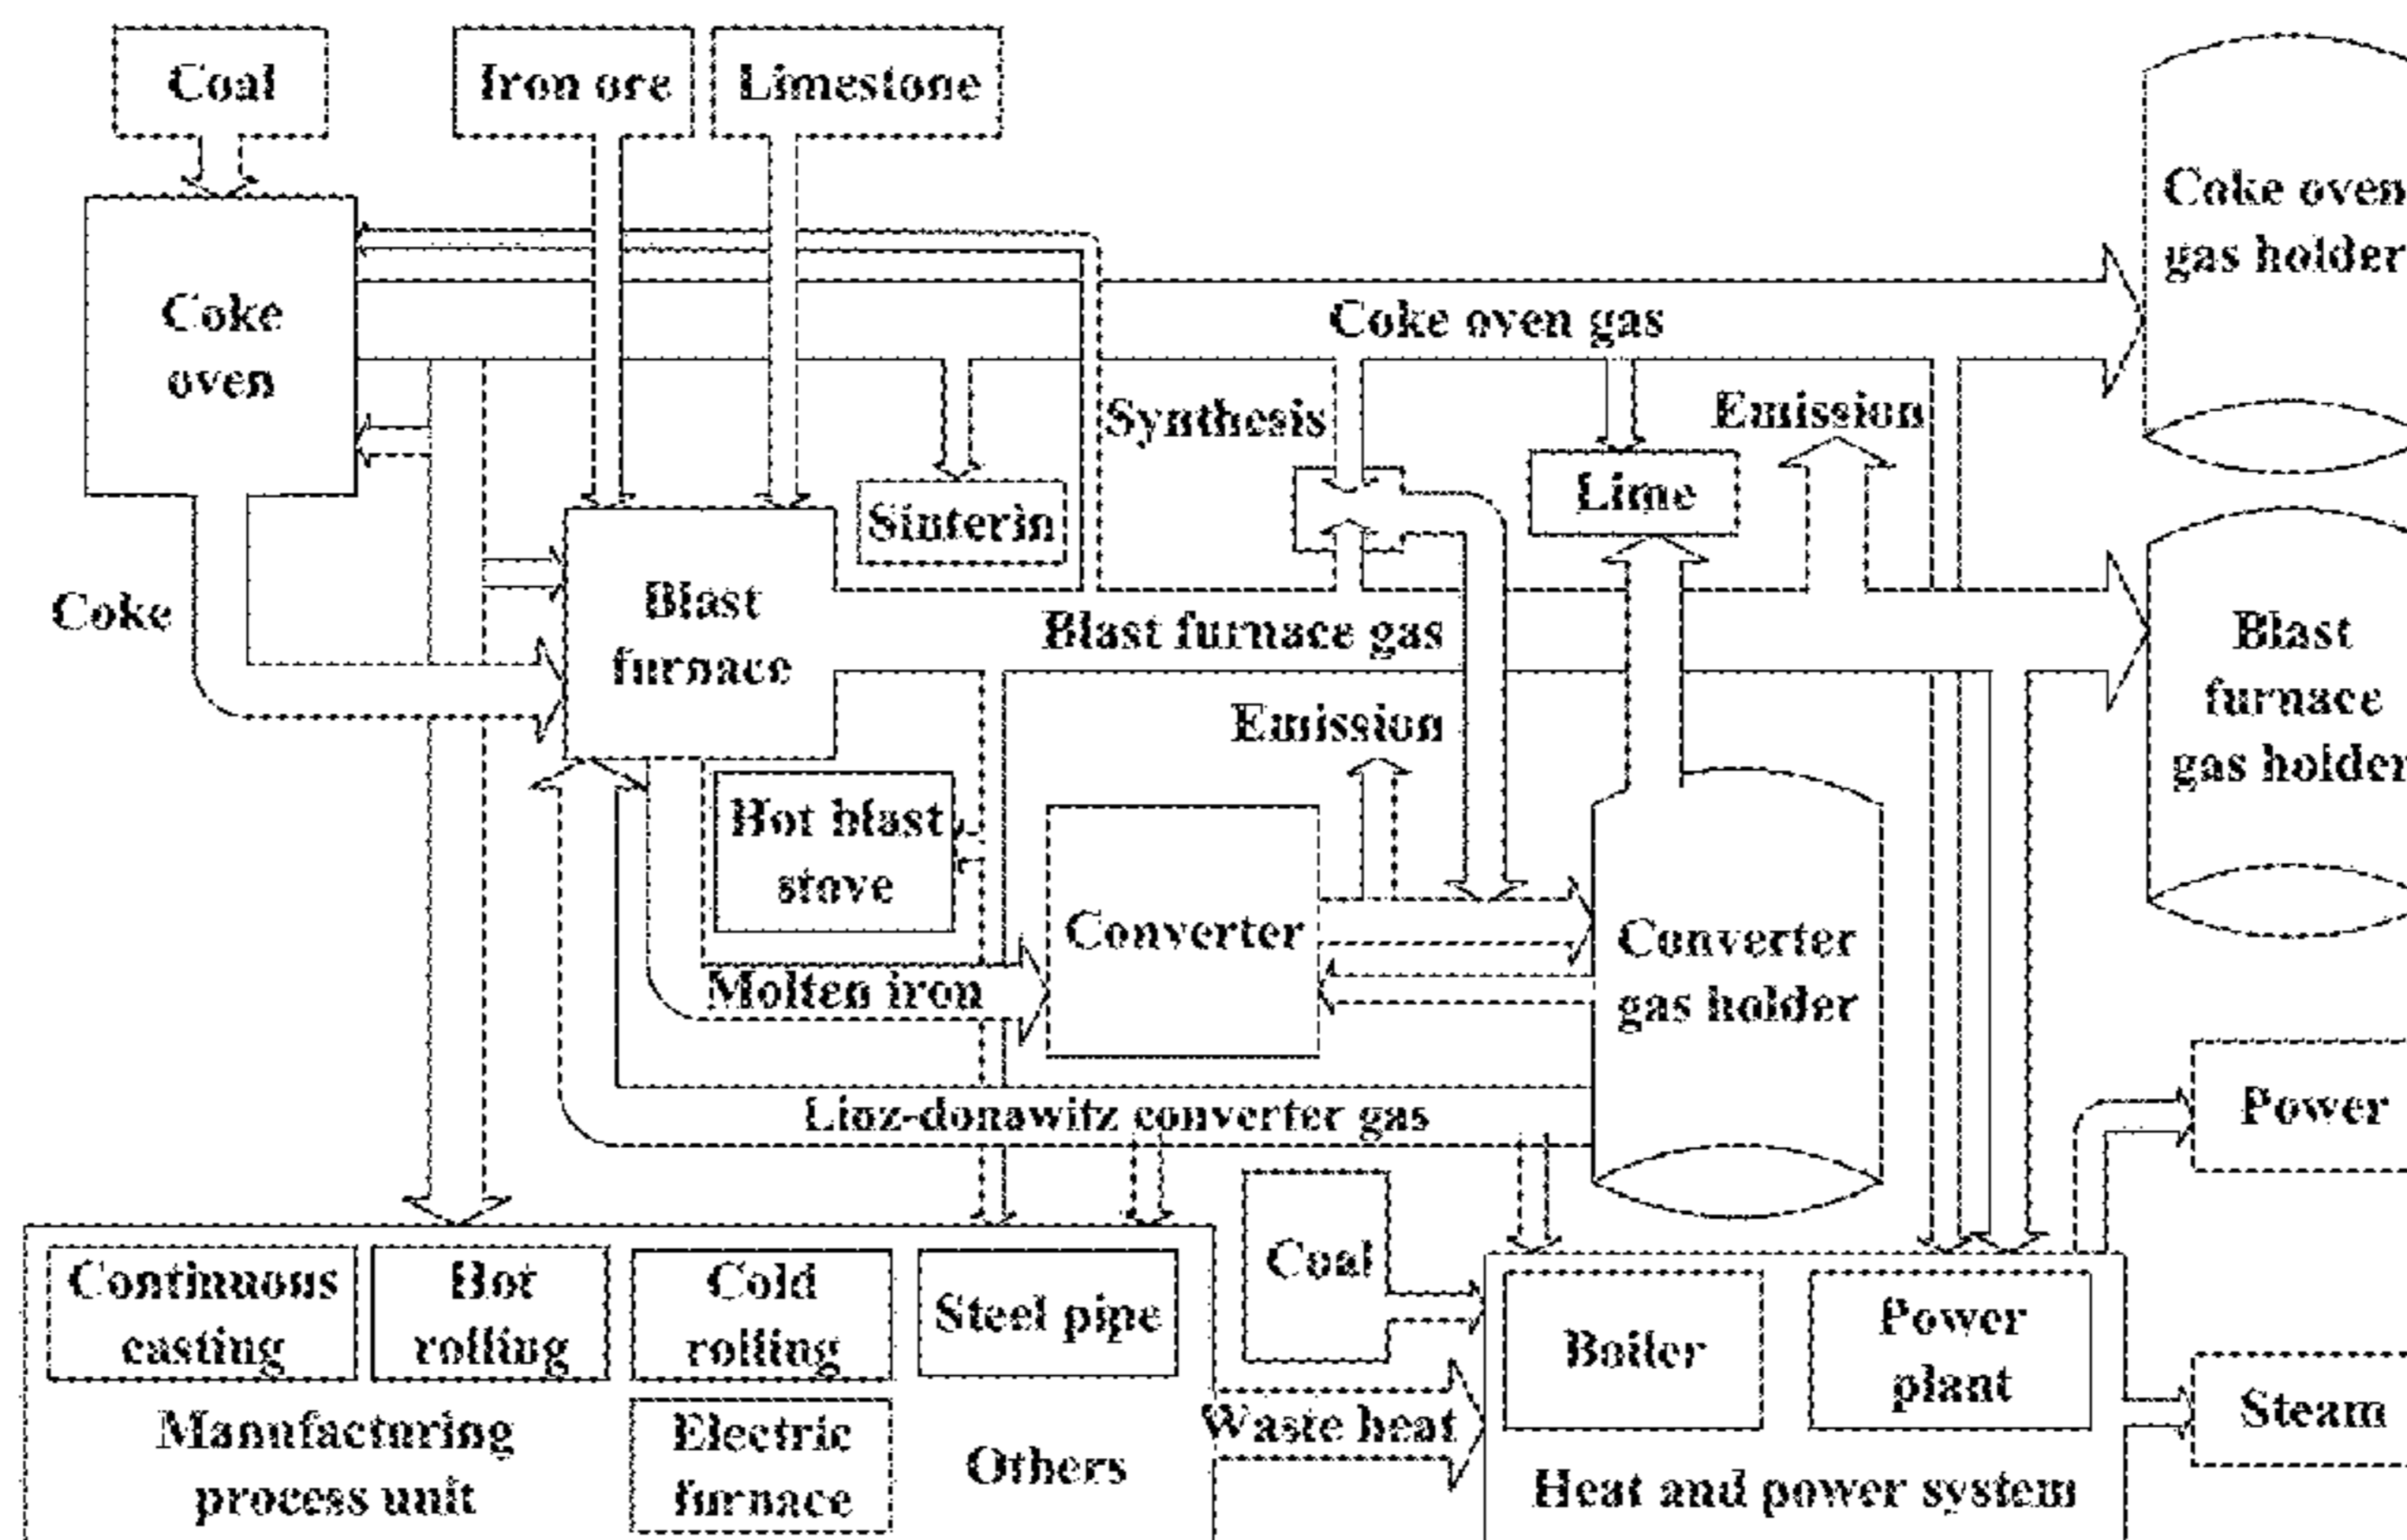 Coal
Iron ore
Limestone
Coke oven
gas holder
Coke
oven
Coke oven gas
Synthesis
Emission
Lime
Sinterin
Coke
Blast
furnace
Blast furnace gas
Blast
furnace
gas holder
Emission
Hot blast
stove
Converter
Converter
gas holder
Molten iron
Linz-donawitz converter gas
Power
Coal
Continuous
casting
Hot
rolling
Cold
rolling
Steel pipe
Boiler
Power
plant
Manufacturing
process unit
Electric
furnace
Others
Waste heat
Steam
Heat and power system